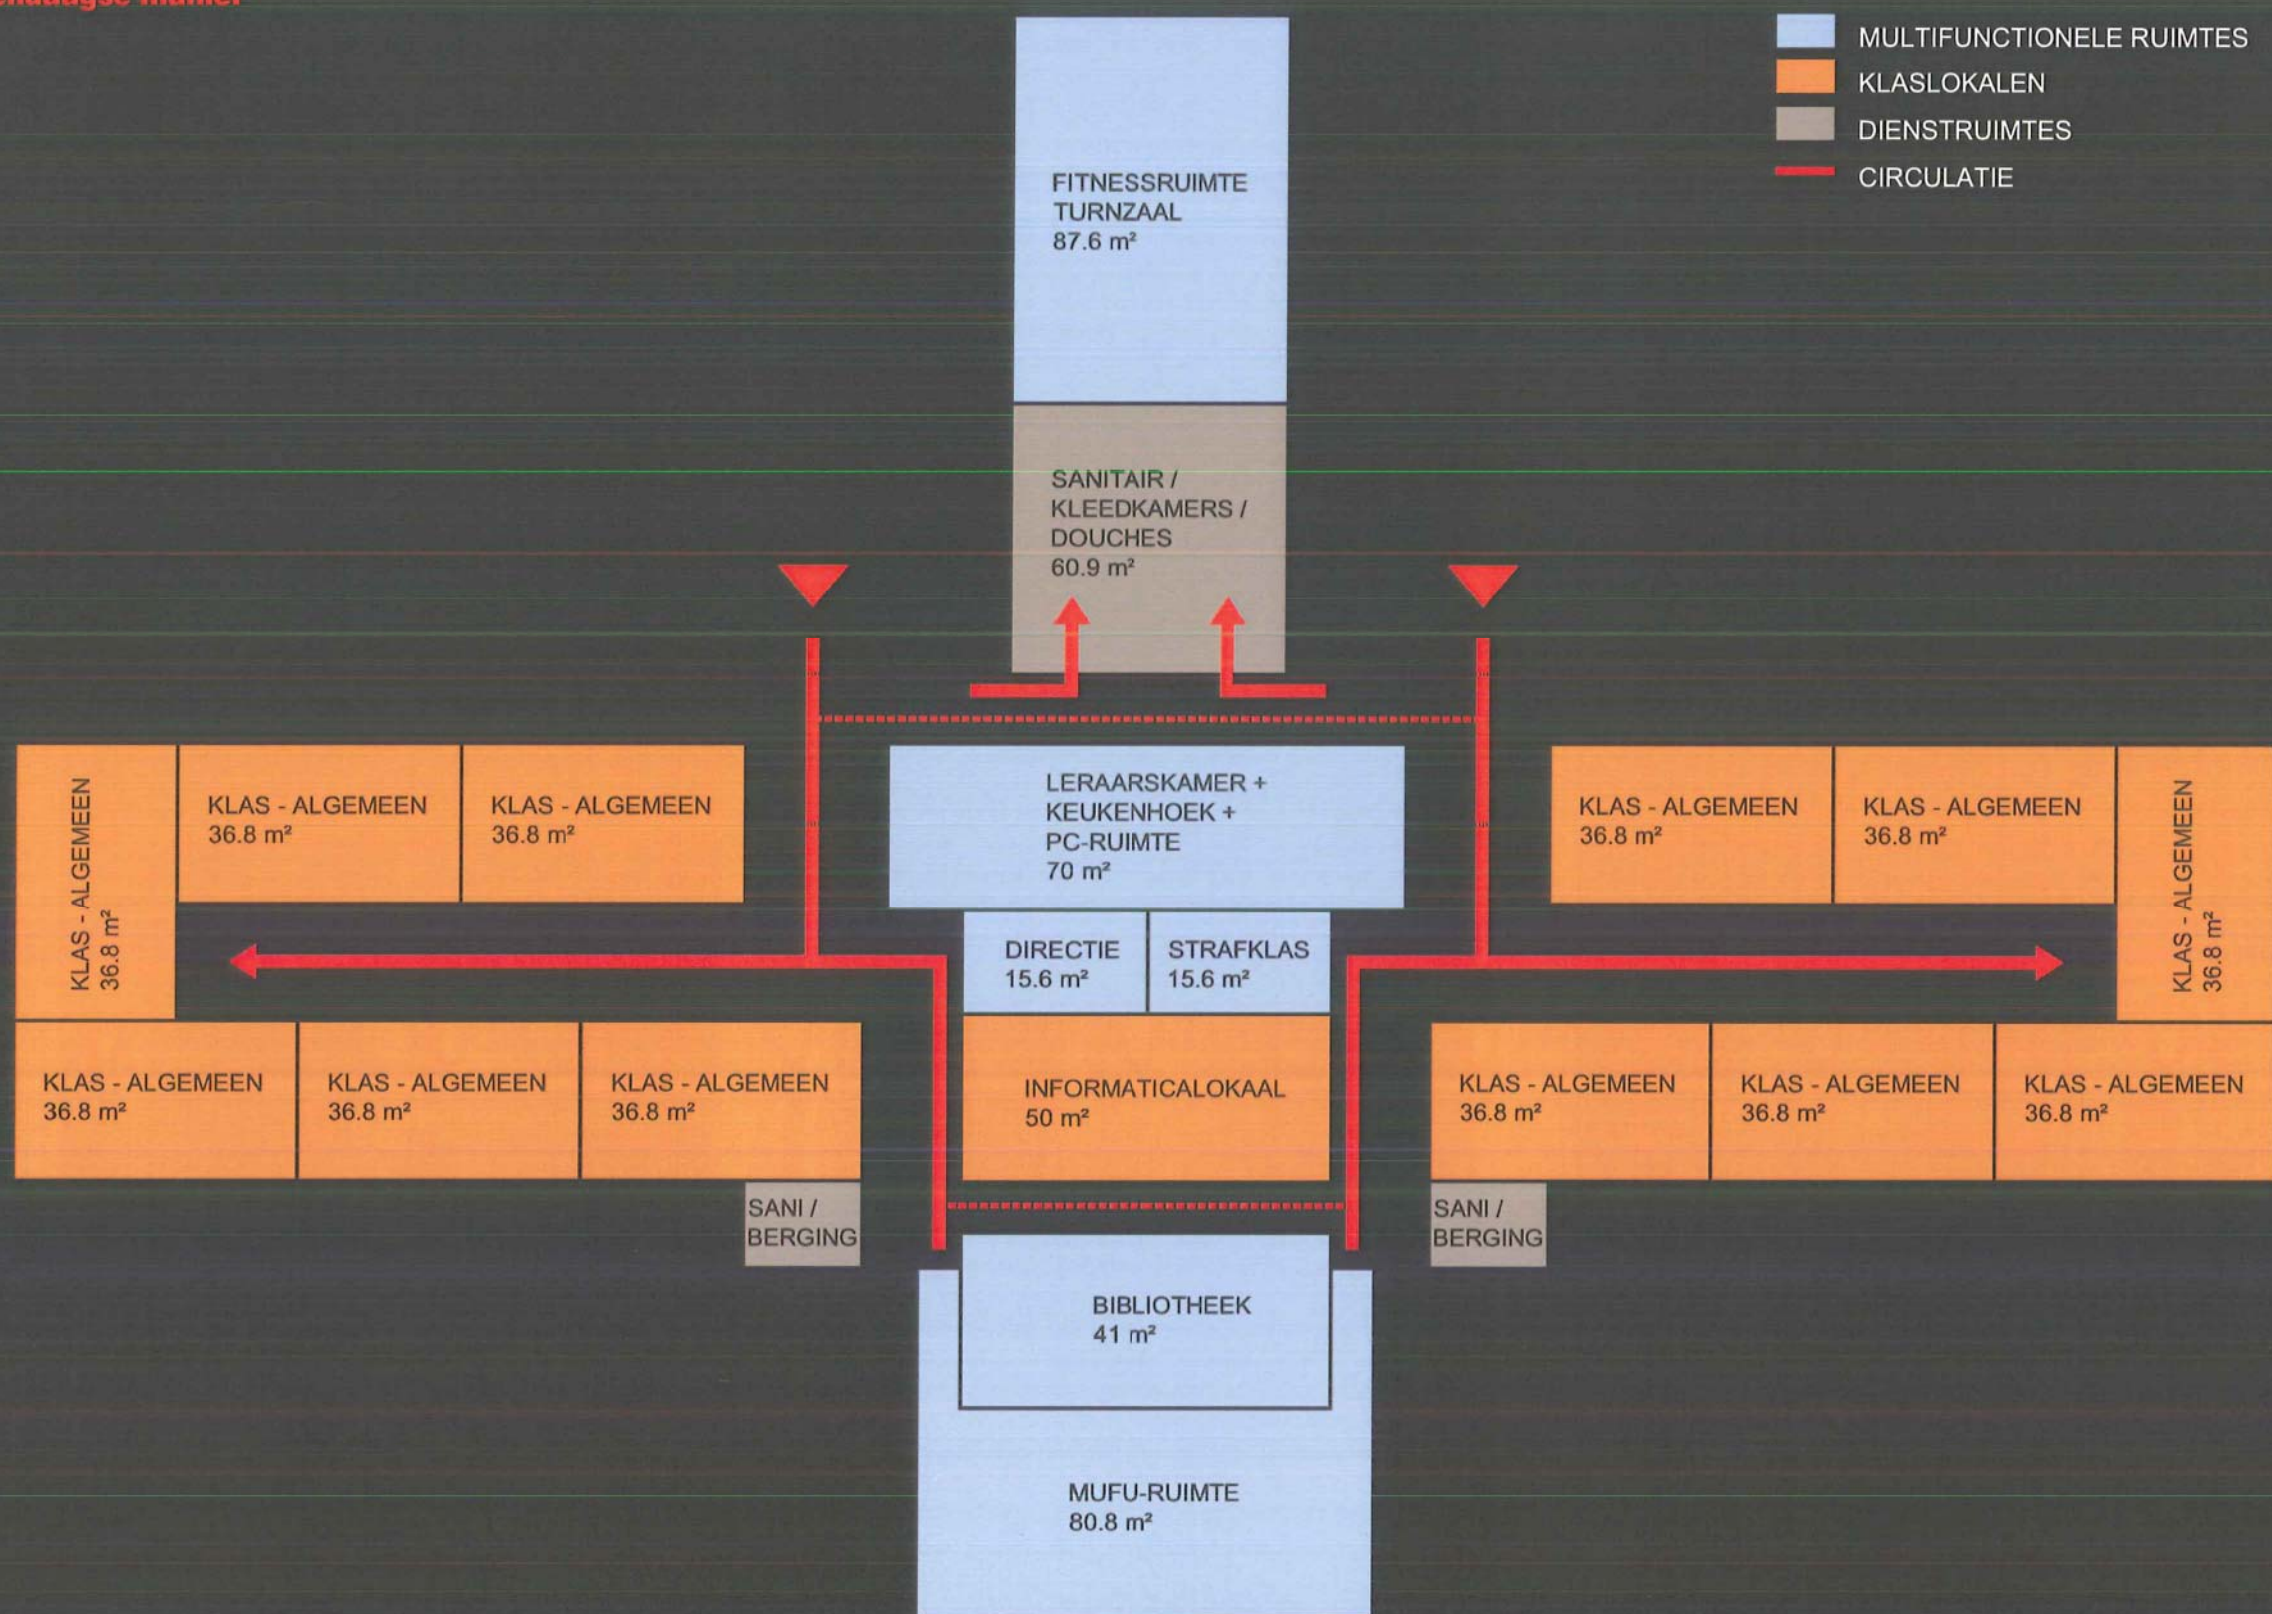 MULTIFUNCTIONELE RUIMTES
KLASLOKALEN
DIENSTRUIMTES
CIRCULATIE
FITNESSRUIMTE
TURNZAAL
87.6 m²
SANITAIR /
KLEEDKAMERS /
DOUCHES
60.9 m²
KLAS - ALGEMEEN
36.8 m²
KLAS - ALGEMEEN
36.8 m²
KLAS - ALGEMEEN
36.8 m²
LERAARSKAMER +
KEUKENHOEK +
PC-RUIMTE
70 m²
KLAS - ALGEMEEN
36.8 m²
KLAS - ALGEMEEN
36.8 m²
KLAS - ALGEMEEN
36.8 m²
DIRECTIE
15.6 m²
STRAFKLAS
15.6 m²
KLAS - ALGEMEEN
36.8 m²
KLAS - ALGEMEEN
36.8 m²
KLAS - ALGEMEEN
36.8 m²
INFORMATICALOKAAL
50 m²
KLAS - ALGEMEEN
36.8 m²
KLAS - ALGEMEEN
36.8 m²
KLAS - ALGEMEEN
36.8 m²
SANI /
BERGING
SANI /
BERGING
BIBLIOTHEEK
41 m²
MUFU-RUIMTE
80.8 m²